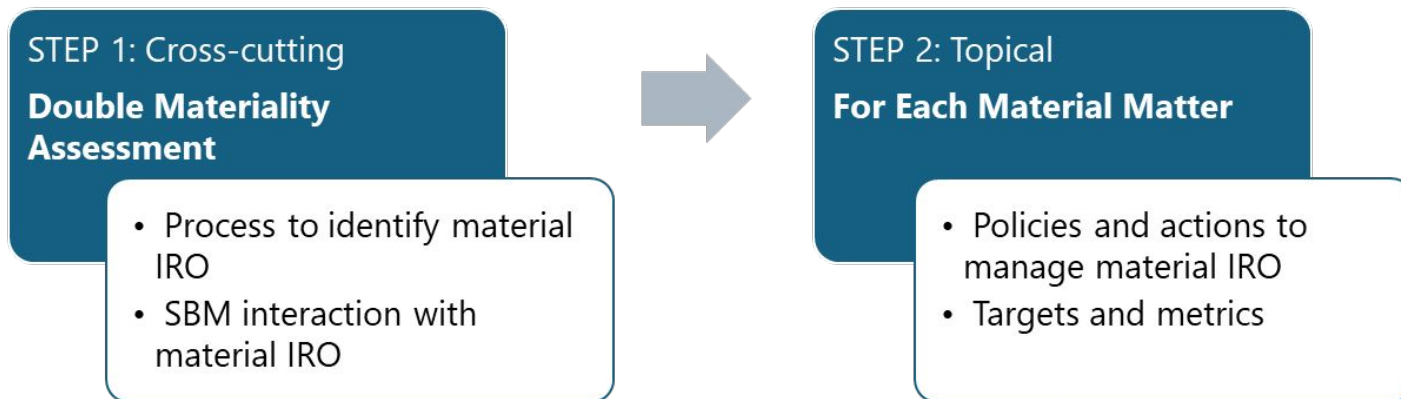 STEP 1: Cross-cutting
Double Materiality
Assessment
• Process to identify material
IRO
• SBM interaction with
material IRO
STEP 2: Topical
For Each Material Matter
• Policies and actions to
manage material IRO
• Targets and metrics